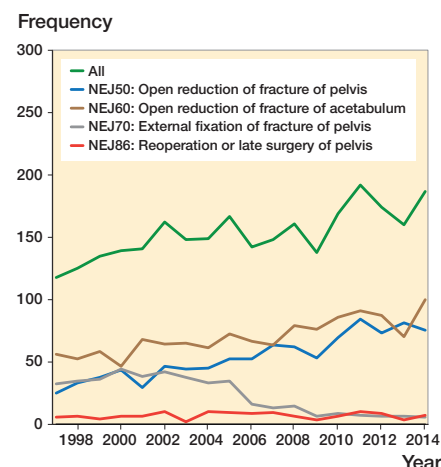 Frequency
300
250
200
150
100
50
0
All
NEJ50: Open reduction of fracture of pelvis
NEJ60: Open reduction of fracture of acetabulum
NEJ70: External fixation of fracture of pelvis
NEJ86: Reoperation or late surgery of pelvis
1998 2000 2002 2004 2006 2008 2010 2012 2014
Year